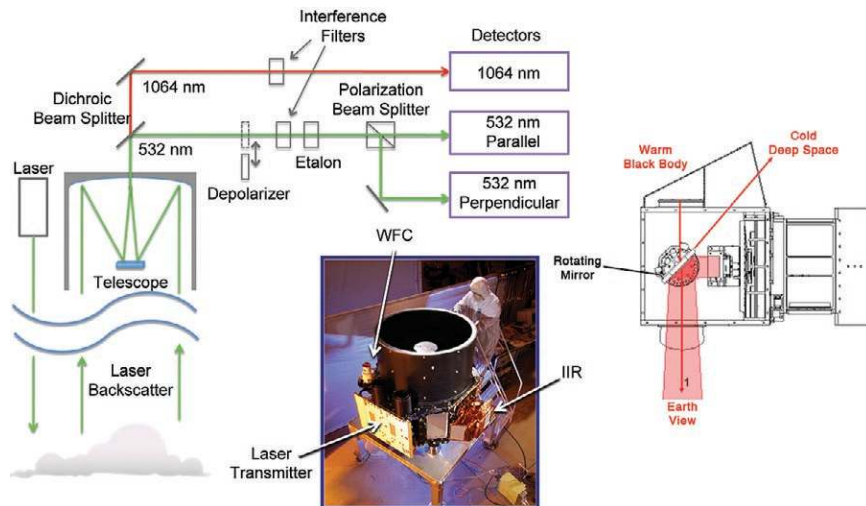 Interference
Filters
Detectors
1064 nm
1064 nm
Dichroic
Beam Splitter
Polarization
Beam Splitter
532 nm
532 nm
Parallel
Etalon
Depolarizer
532 nm
Perpendicular
Laser
Telescope
Laser
Backscatter
WFC
IIR
Laser
Transmitter
Warm
Black Body
Cold
Deep Space
Rotating
Mirror
1
Earth
View